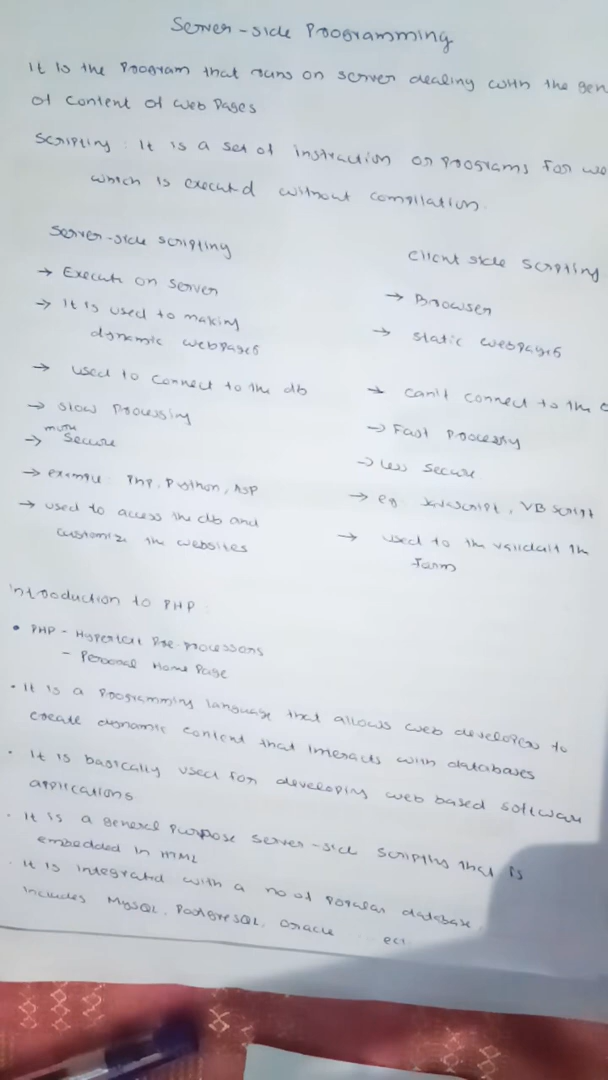 Server-side Programming
It is the Program that runs on server dealing with the gen
of content of web Pages
Scripting: It is a set of instruction or programs for we
which is executed without compilation.
Server-side scripting
→ Execute on server
→ It is used to making
dynamic webpages
→ used to connect to the db
→ slow Processing
→ more Secure
→ example: Php, Python, ASP
→ used to access the db and
customize the websites
Client side Scripting
→ Browser
→ static webpages
→ can't connect to the
→ Fast Processing
→ less secure
→ eg JavaScript, VB script
→ used to the validate the
form
Introduction to PHP:
• PHP - Hypertext Pre-processors
- Personal Home Page
• It is a Programming language that allows web developers to
create dynamic content that interacts with databases
• It is basically used for developing web based software
applications
• It is a general purpose server-side scripting that is
embedded in HTML
• It is integrated with a no of popular database
includes MySQL, PostgreSQL, Oracle ect